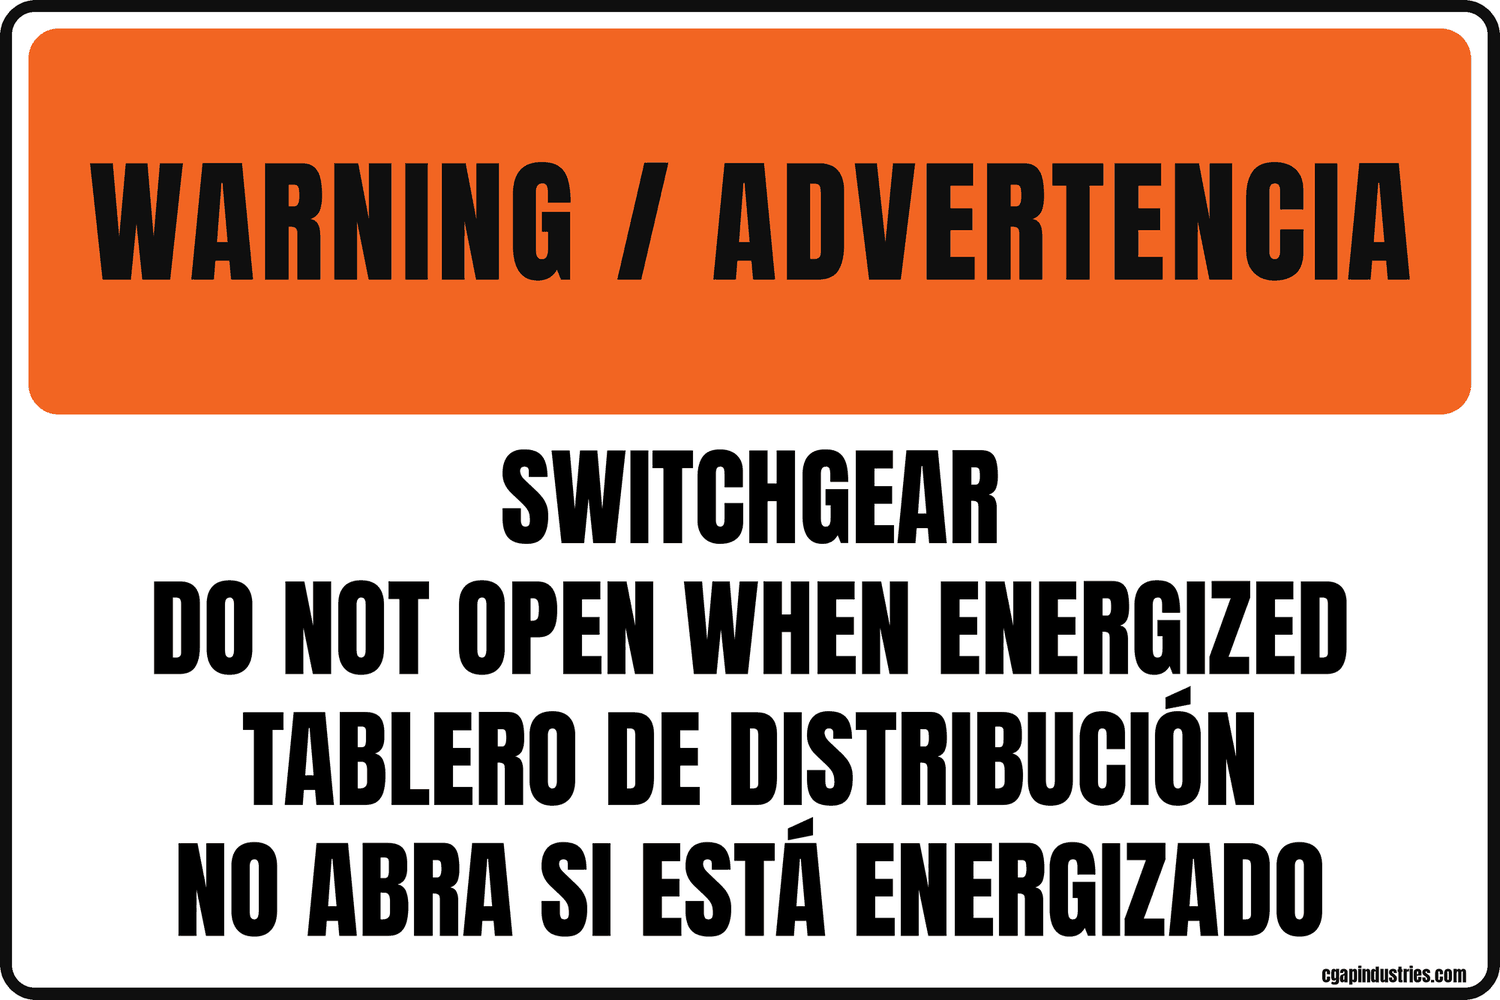 WARNING / ADVERTENCIA
SWITCHGEAR
DO NOT OPEN WHEN ENERGIZED
TABLERO DE DISTRIBUCIÓN
NO ABRA SI ESTÁ ENERGIZADO
cgapindustries.com